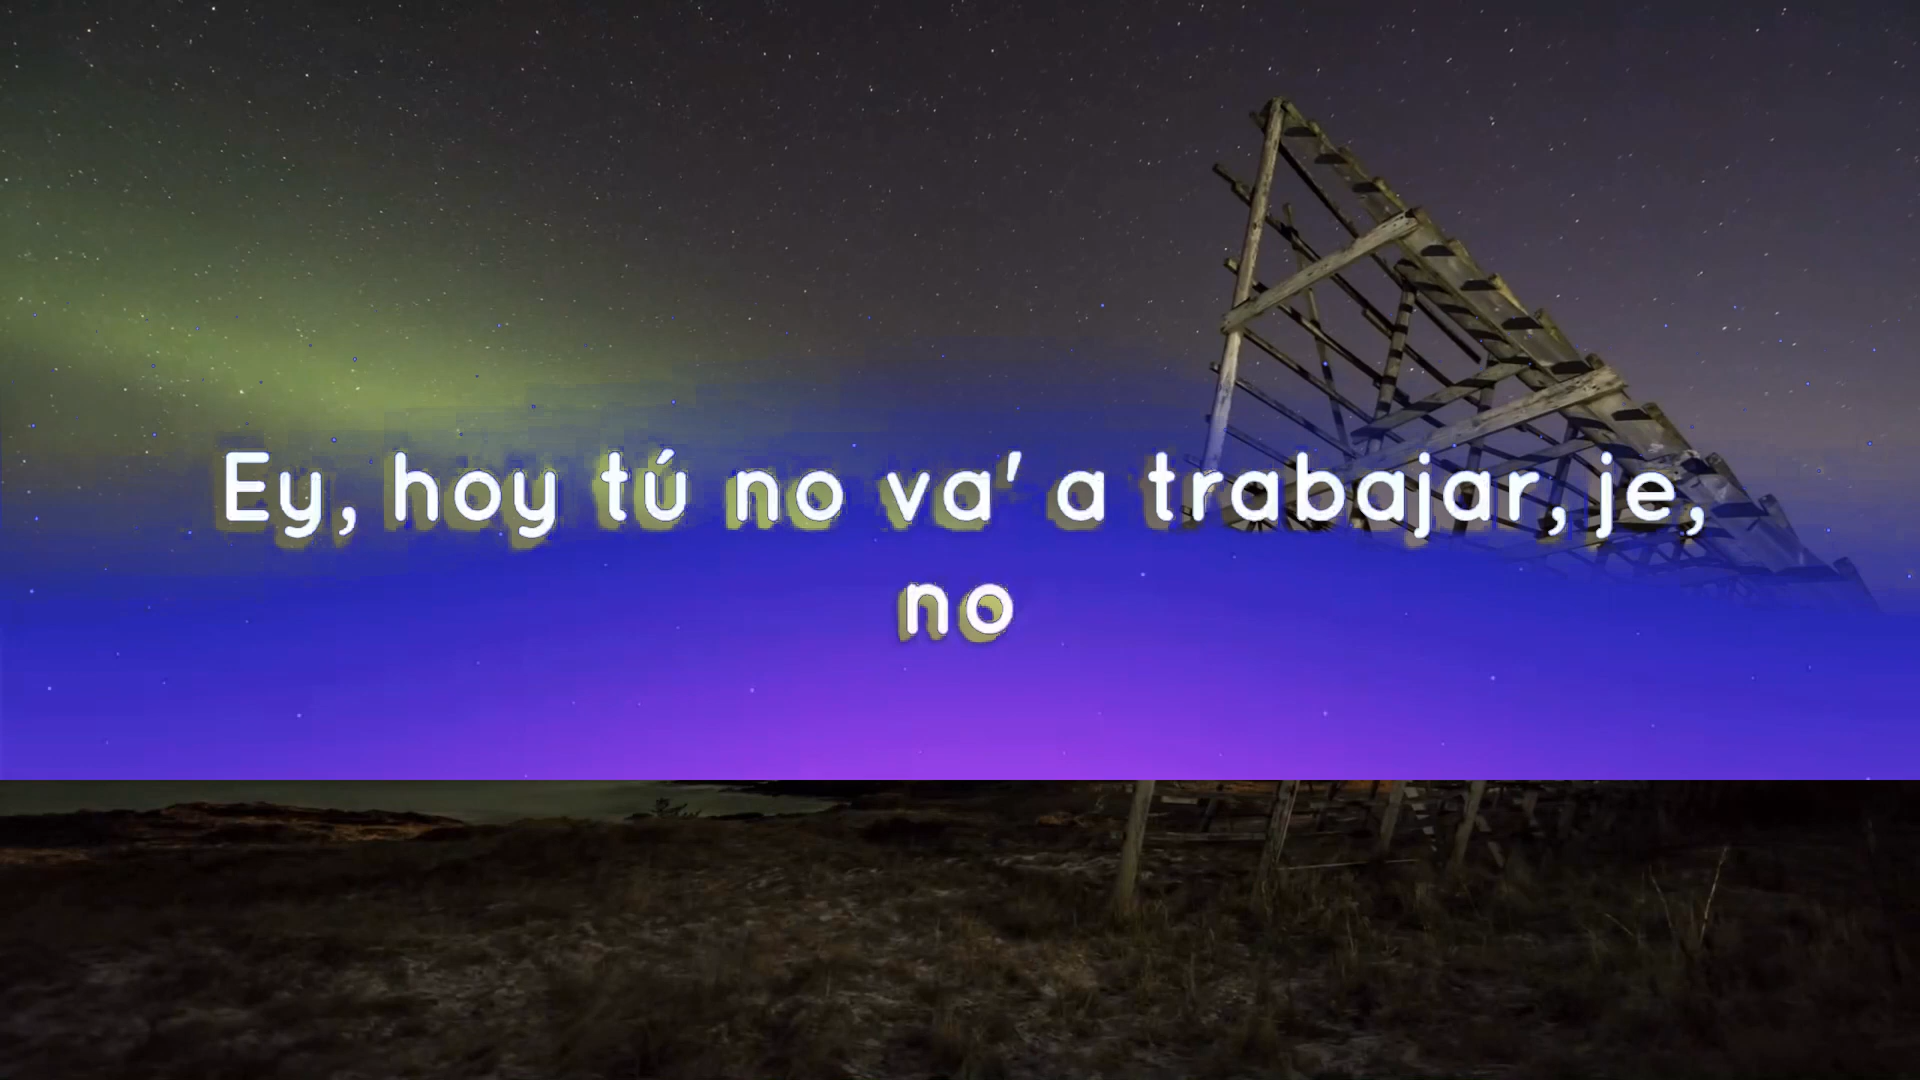 Ey, hoy tú no va' a trabajar, je,
no